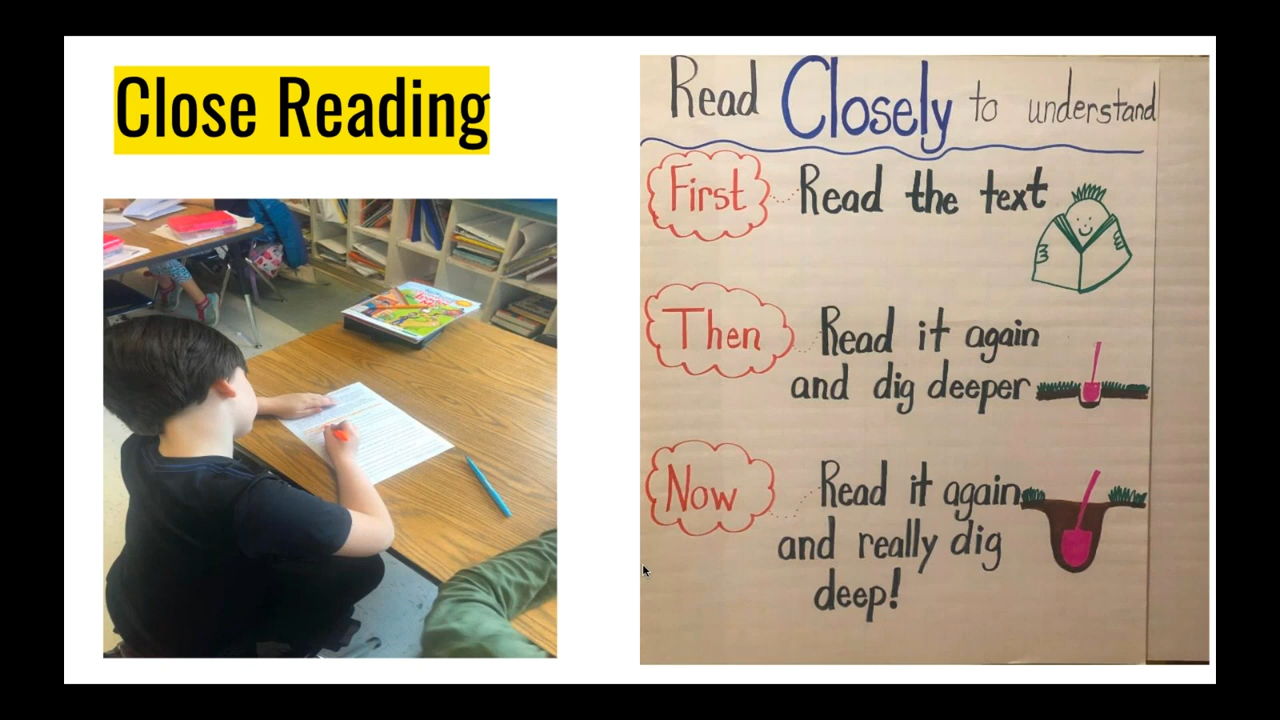 Close Reading
Read Closely to understand
First Read the text
Then Read it again
and dig deeper
Now Read it again
and really dig
deep!